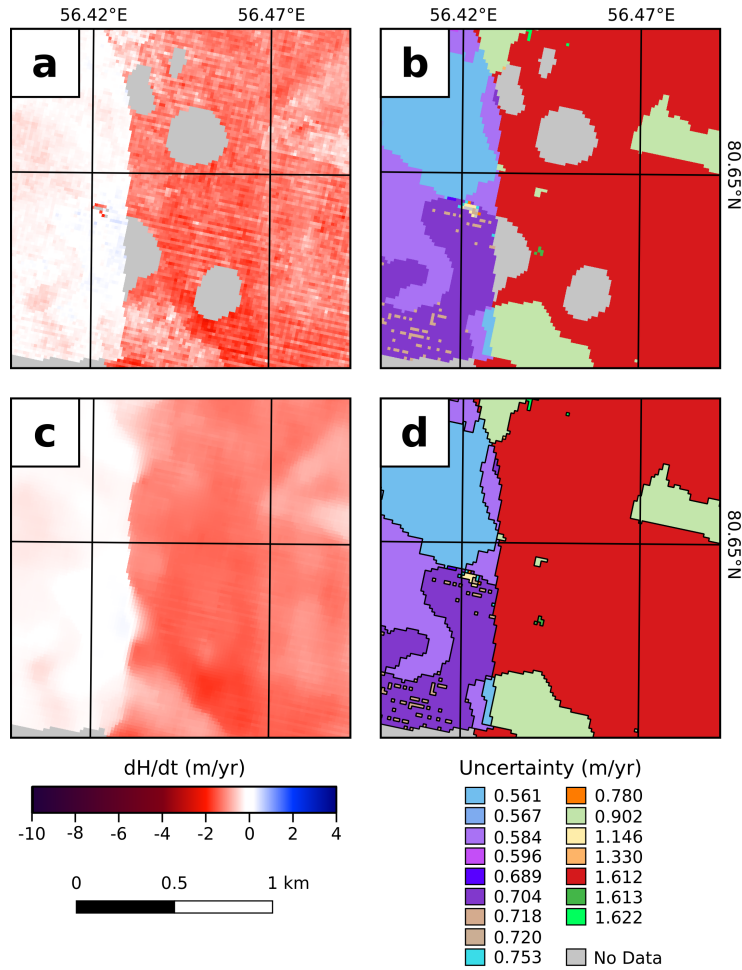 56.42°E 56.47°E 56.42°E 56.47°E
a b
80.65°N
c d
80.65°N
dH/dt (m/yr) Uncertainty (m/yr)
-10 -8 -6 -4 -2 0 2 4
0 0.5 1 km
0.561 0.780
0.567 0.902
0.584 1.146
0.596 1.330
0.689 1.612
0.704 1.613
0.718 1.622
0.720
0.753 No Data